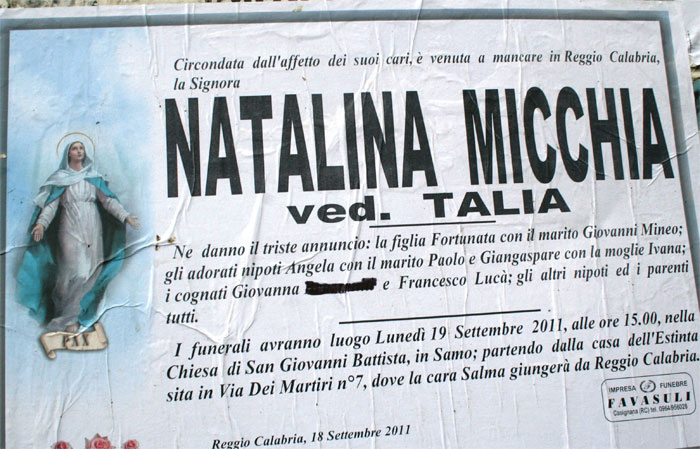 Circondata dall'affetto dei suoi cari, è venuta a mancare in Reggio Calabria,
la Signora
NATALINA MICCHIA
ved. TALIA
Ne danno il triste annuncio: la figlia Fortunata con il marito Giovanni Mineo;
gli adorati nipoti Angela con il marito Paolo e Giangaspare con la moglie Ivana;
i cognati Giovanna e Francesco Lucà; gli altri nipoti ed i parenti
tutti.
I funerali avranno luogo Lunedì 19 Settembre 2011, alle ore 15.00, nella
Chiesa di San Giovanni Battista, in Samo; partendo dalla casa dell'Estinta
sita in Via Dei Martiri n°7, dove la cara Salma giungerà da Reggio Calabria.
IMPRESA FUNEBRE
FAVASULI
Casignana (RC) tel. 0964/956026
Reggio Calabria, 18 Settembre 2011